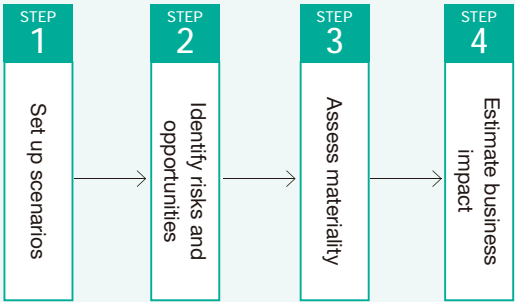 STEP
1
Set up scenarios
STEP
2
Identify risks and
opportunities
STEP
3
Assess materiality
STEP
4
Estimate business
impact